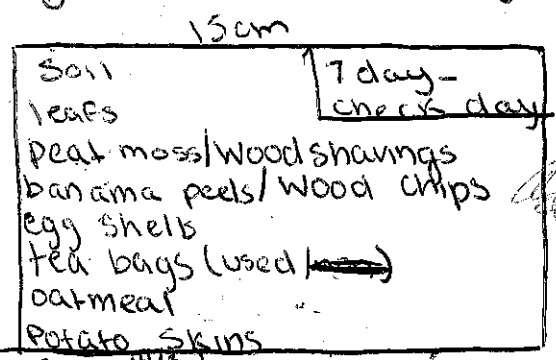 15cm
Soil
7 day-
check day
leafs
peat moss/wood shavings
banama peels/wood chips
egg shells
tea bags (used/
oatmeal
potato skins